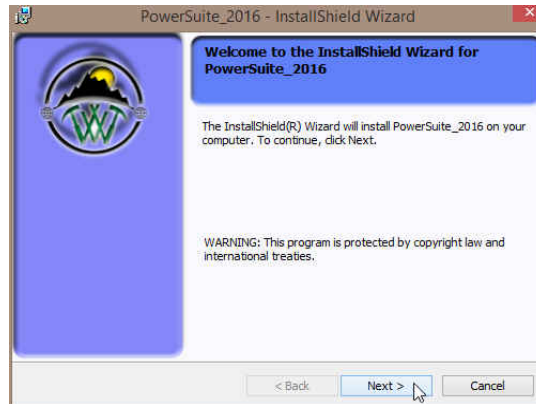 PowerSuite_2016 - InstallShield Wizard
Welcome to the InstallShield Wizard for
PowerSuite_2016
The InstallShield(R) Wizard will install PowerSuite_2016 on your
computer. To continue, click Next.
WARNING: This program is protected by copyright law and
international treaties.
< Back
Next >
Cancel